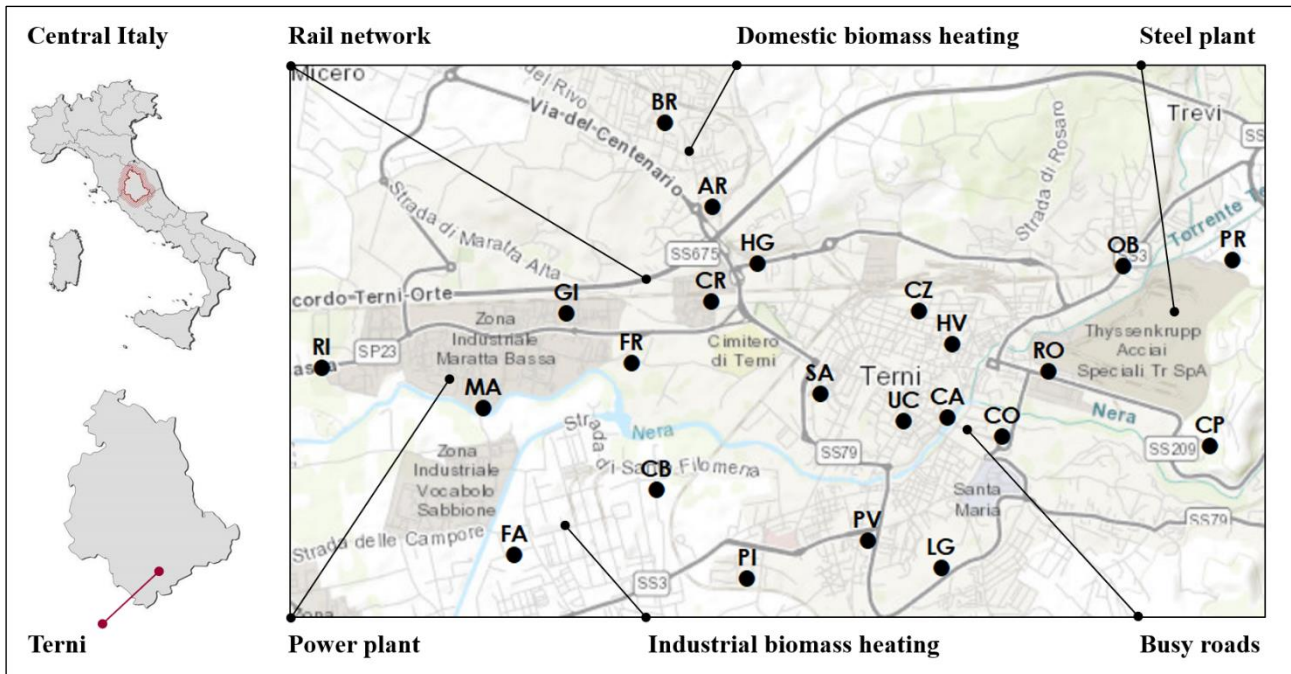 Central Italy
Rail network
Domestic biomass heating
Steel plant
Micero
del Rivo
Via del Centenario
BR
Trevi
SS
Strada di Rosaro
AR
Torrente Te
Strada di Maratta Alta
SS675
HG
OB
SS3
PR
CR
cordo-Terni-Orte
GI
CZ
Zona
Industriale
Maratta Bassa
HV
Thyssenkrupp
Acciai
Speciali Tr SpA
RI
SP23
FR
Cimitero
di Terni
RO
MA
SA
Terni
UC
CA
CO
Nera
Nera
CP
SS209
Strada di Santa Filomena
SS79
Zona
Industriale
Vocabolo
Sabbione
CB
Santa
Maria
SS79
Strada delle Campore
FA
PV
LG
PI
SS3
Zona
Terni
Power plant
Industrial biomass heating
Busy roads